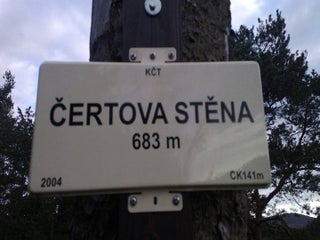 KČT
ČERTOVA STĚNA
683 m
2004 CK141m